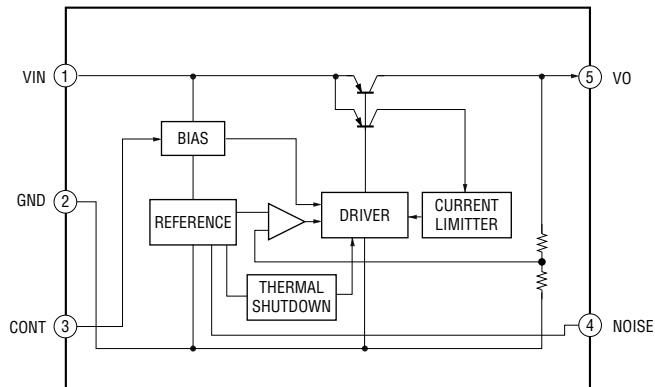 VIN 1
5 VO
BIAS
GND 2
REFERENCE
DRIVER
CURRENT
LIMITTER
THERMAL
SHUTDOWN
CONT 3
4 NOISE